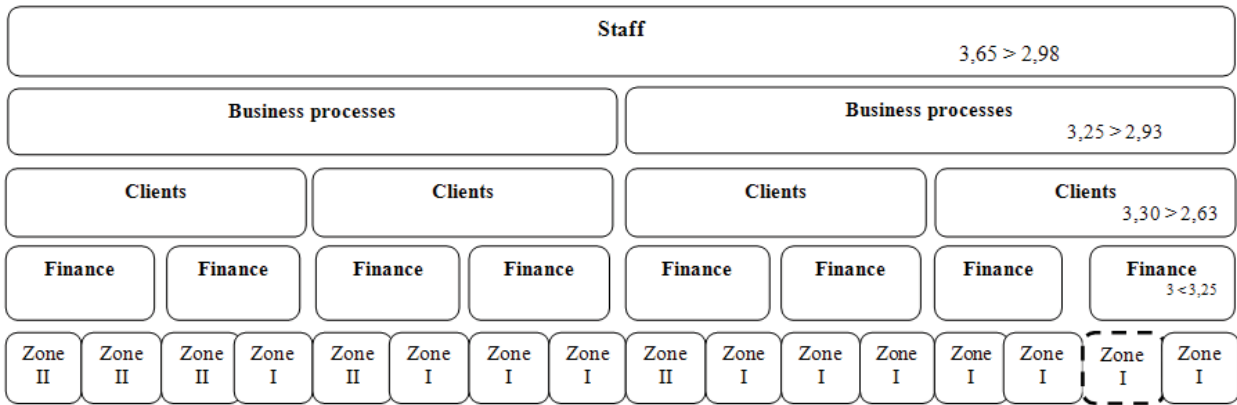 Staff
3,65 > 2,98
Business processes Business processes
3,25 > 2,93
Clients Clients Clients Clients
3,30 > 2,63
Finance Finance Finance Finance Finance Finance Finance Finance
3 < 3,25
Zone Zone Zone Zone Zone Zone Zone Zone Zone Zone Zone Zone Zone Zone Zone Zone
II II II I II I I I II I I I I I I I